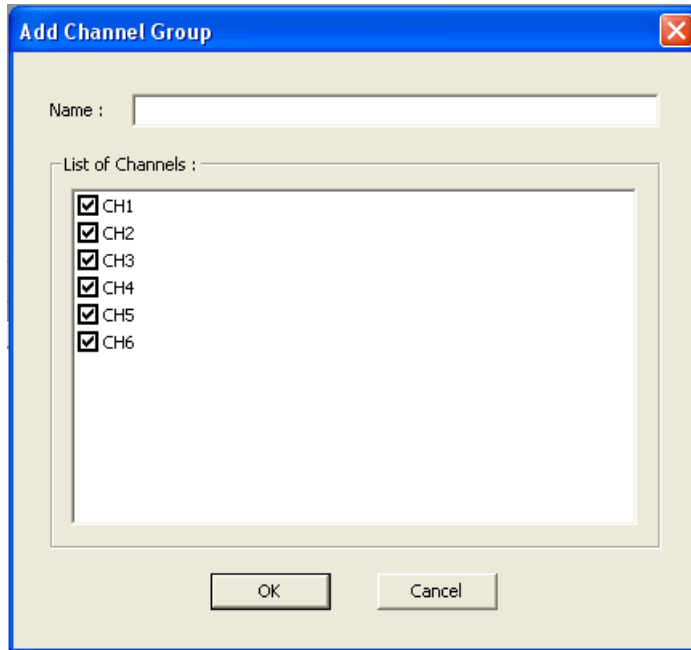 Add Channel Group
Name :
List of Channels :
CH1
CH2
CH3
CH4
CH5
CH6
OK Cancel